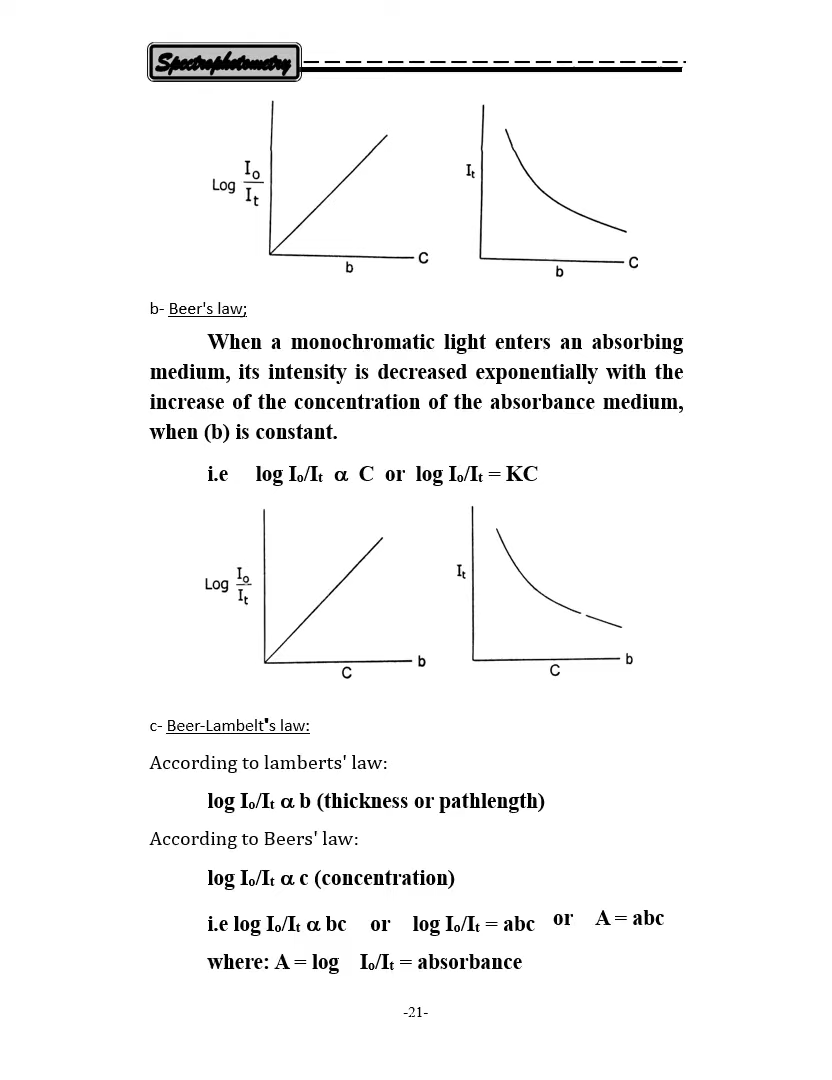 Spectrophotometry
Log I₀/Iₜ
b C
Iₜ
b C
b- Beer's law;
When a monochromatic light enters an absorbing
medium, its intensity is decreased exponentially with the
increase of the concentration of the absorbance medium,
when (b) is constant.
i.e log Iₒ/Iₜ α C or log Iₒ/Iₜ = KC
Log I₀/Iₜ
C b
Iₜ
C b
c- Beer-Lambelt's law:
According to lamberts' law:
log Iₒ/Iₜ α b (thickness or pathlength)
According to Beers' law:
log Iₒ/Iₜ α c (concentration)
i.e log Iₒ/Iₜ α bc or log Iₒ/Iₜ = abc or A = abc
where: A = log Iₒ/Iₜ = absorbance
-21-